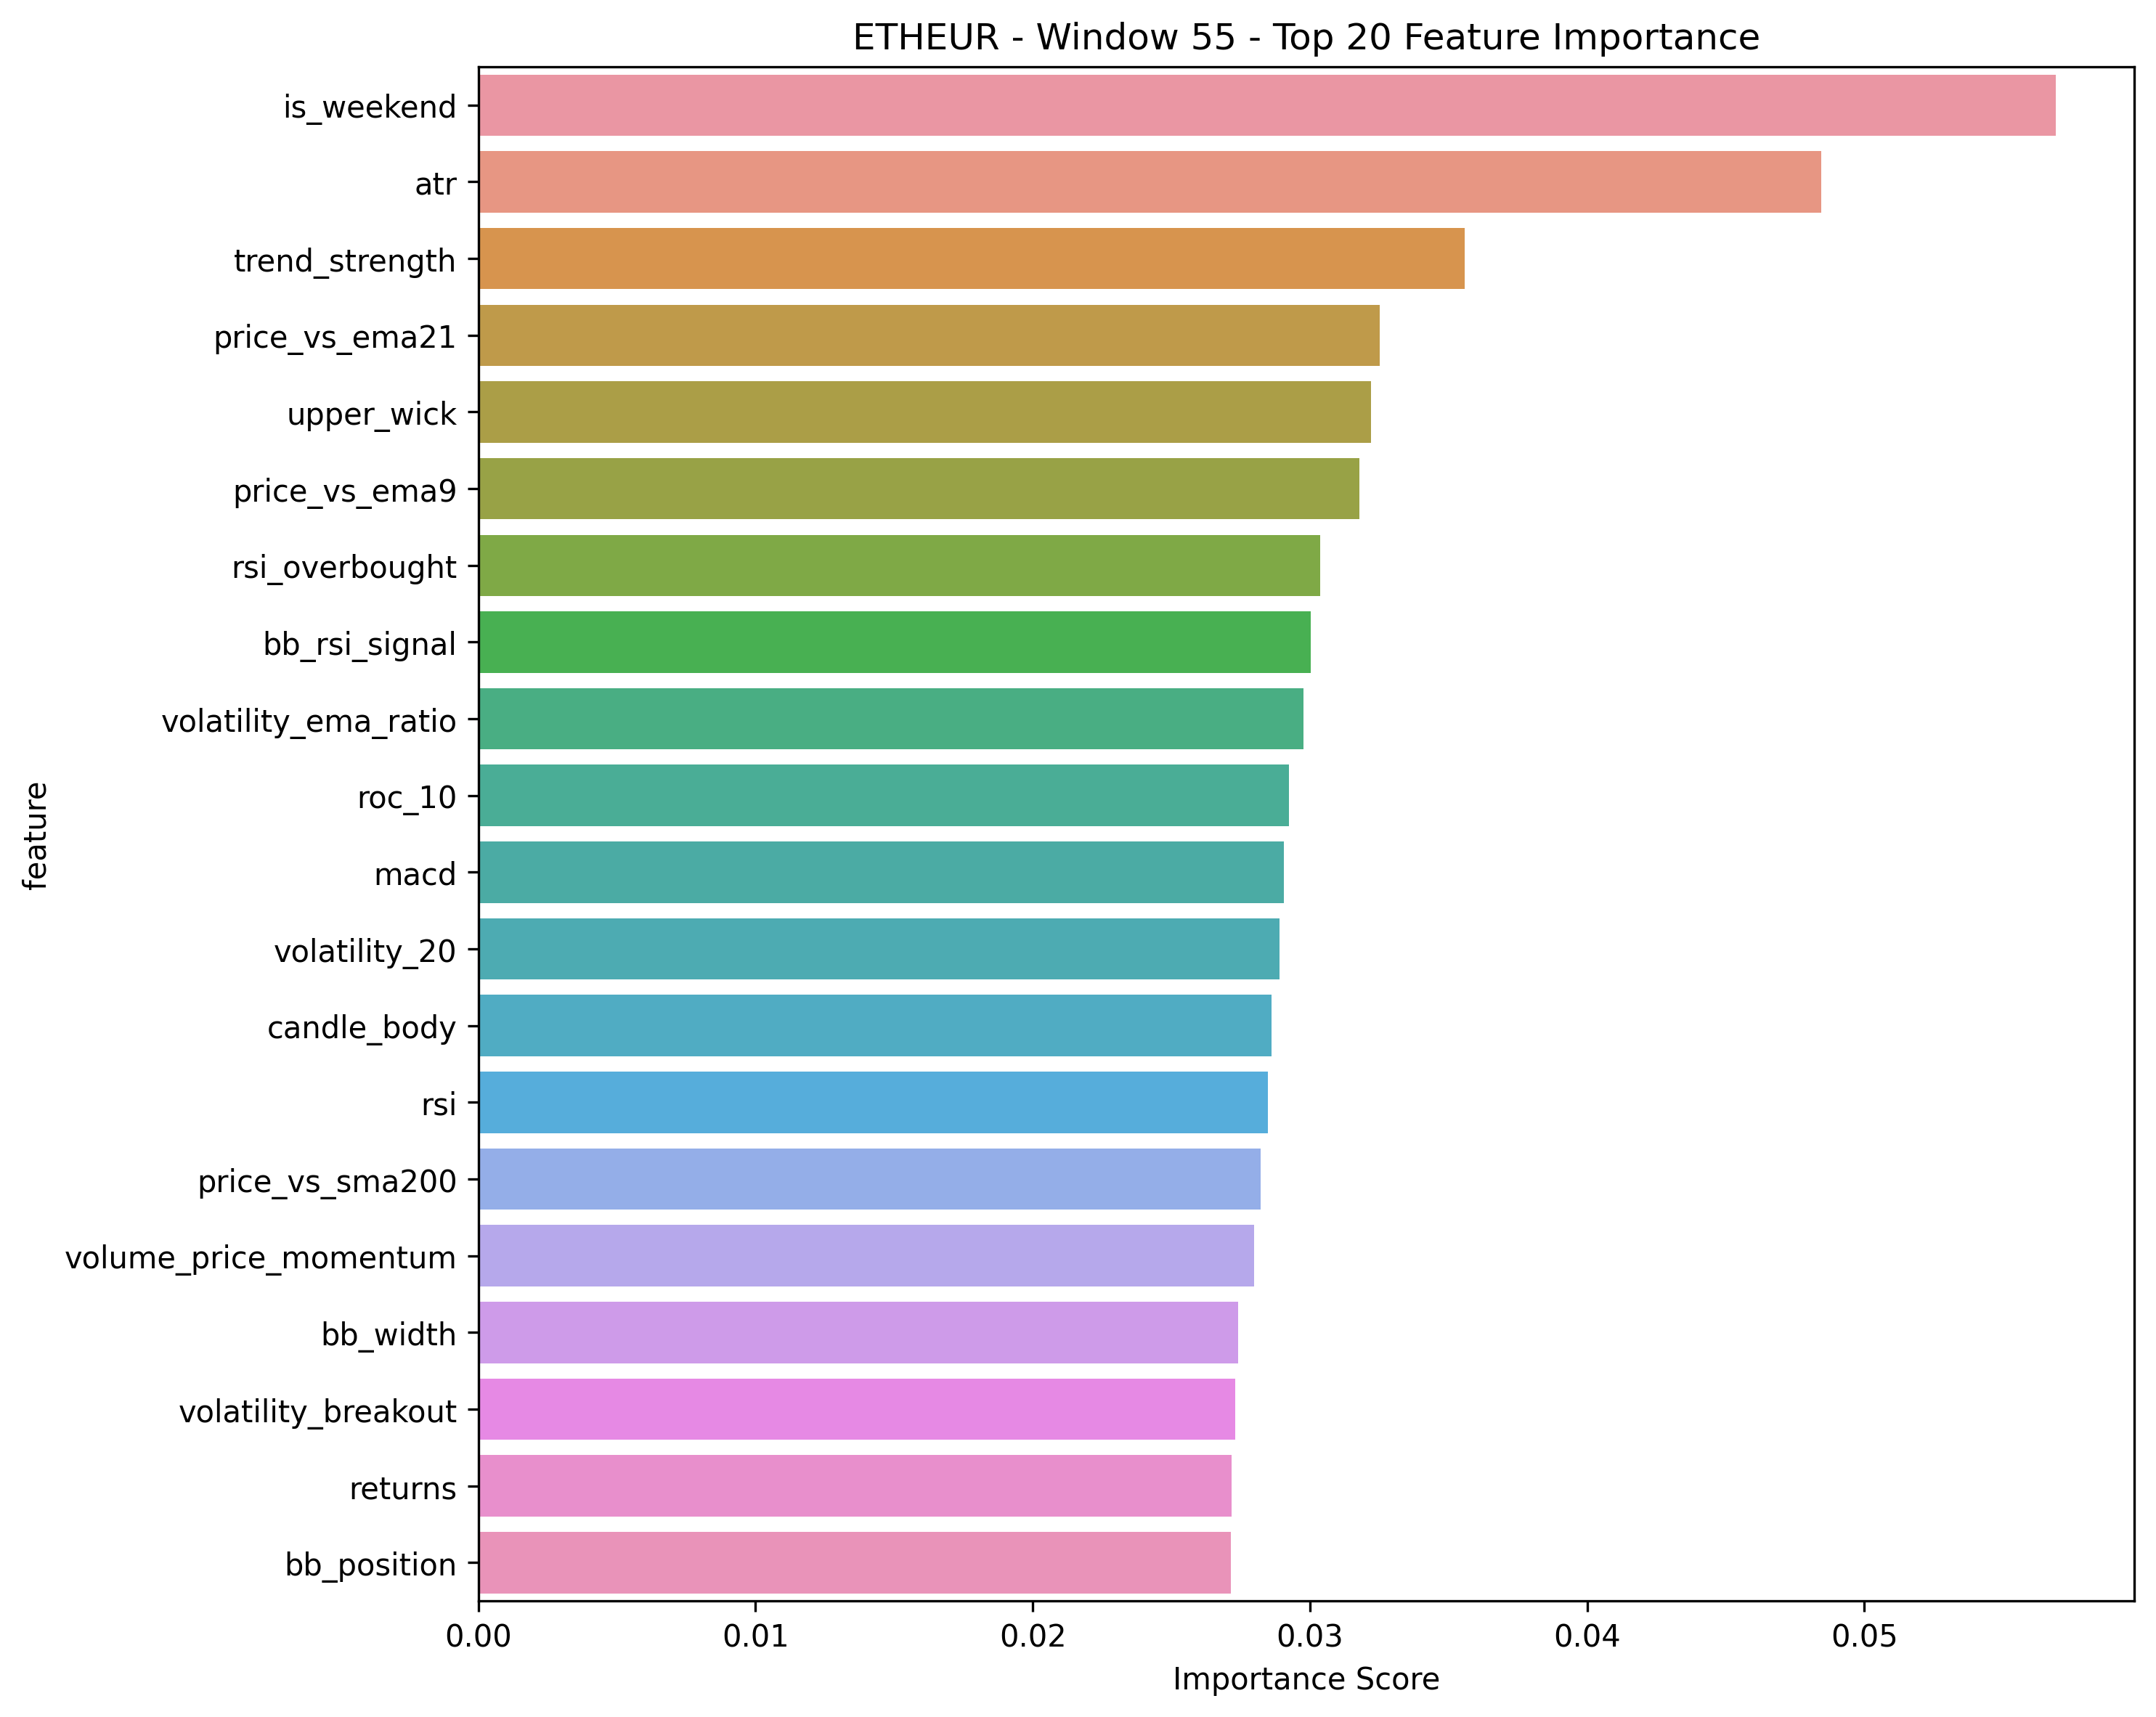 ETHEUR - Window 55 - Top 20 Feature Importance
is_weekend
atr
trend_strength
price_vs_ema21
upper_wick
price_vs_ema9
rsi_overbought
bb_rsi_signal
volatility_ema_ratio
roc_10
macd
volatility_20
candle_body
rsi
price_vs_sma200
volume_price_momentum
bb_width
volatility_breakout
returns
bb_position
feature
0.00 0.01 0.02 0.03 0.04 0.05
Importance Score